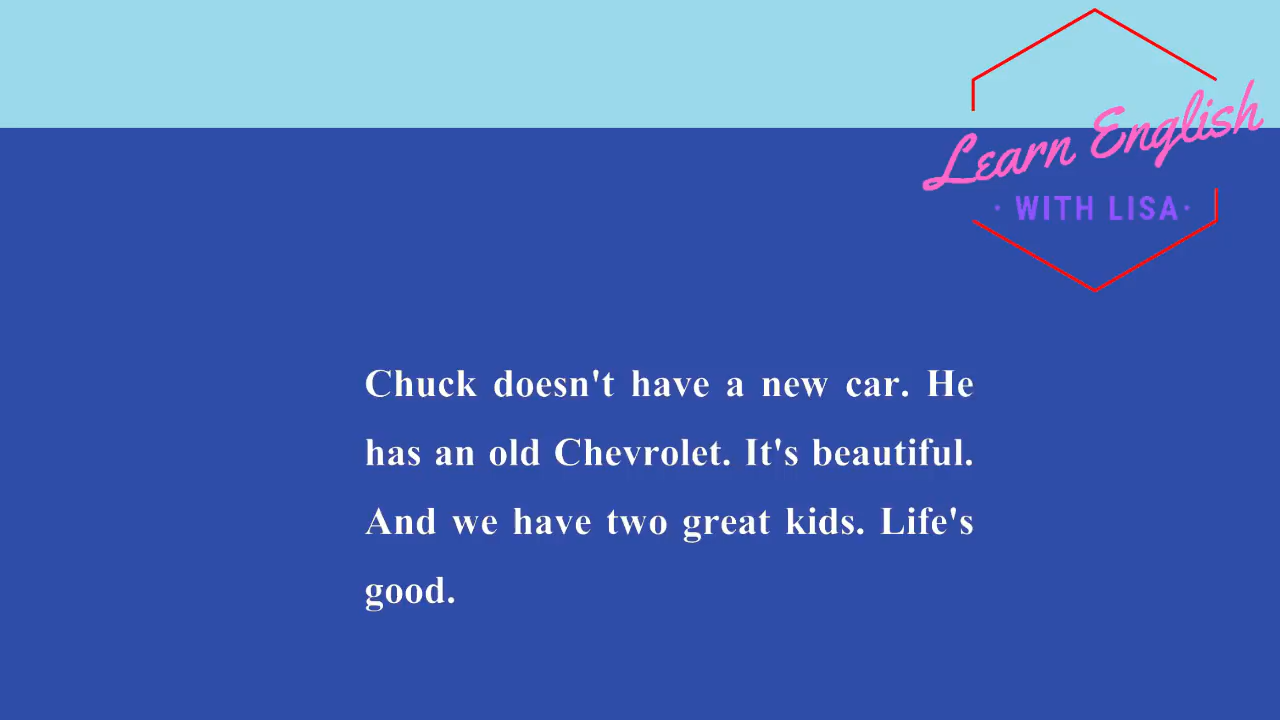 Learn English
· WITH LISA·
Chuck doesn't have a new car. He
has an old Chevrolet. It's beautiful.
And we have two great kids. Life's
good.